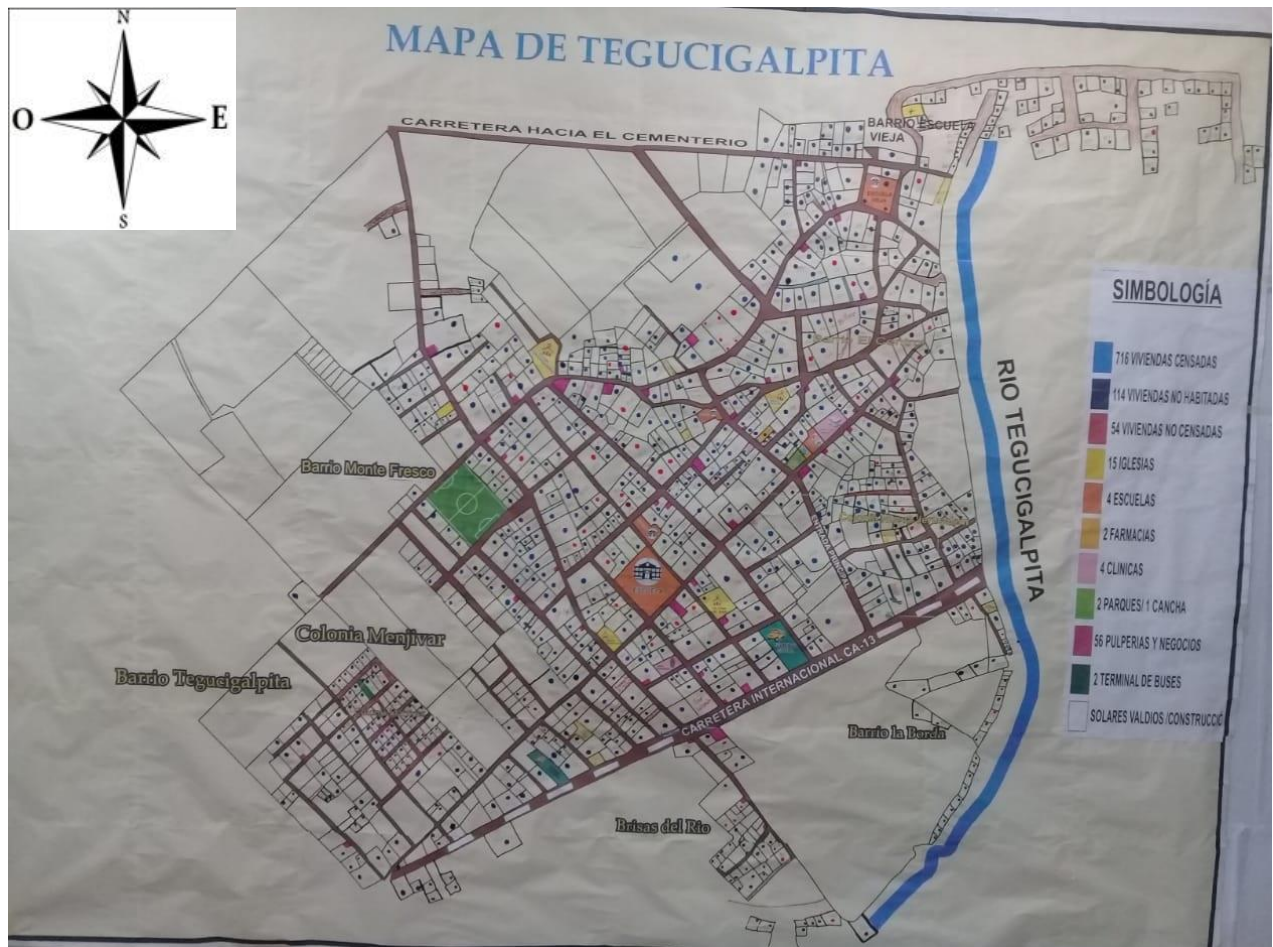 N
O
E
S
MAPA DE TEGUCIGALPITA
CARRETERA HACIA EL CEMENTERIO
BARRIO ESCUELA
VIEJA
ESCUELA
VIEJA
Barrio Monte Fresco
Colonia Menjivar
Barrio Tegucigalpita
CARRETERA INTERNACIONAL CA-13
Barrio la Borda
Brisas del Rio
RIO TEGUCIGALPITA
SIMBOLOGÍA
716 VIVIENDAS CENSADAS
114 VIVIENDAS NO HABITADAS
54 VIVIENDAS NO CENSADAS
15 IGLESIAS
4 ESCUELAS
2 FARMACIAS
4 CLINICAS
2 PARQUES/ 1 CANCHA
56 PULPERIAS Y NEGOCIOS
2 TERMINAL DE BUSES
SOLARES VALDIOS /CONSTRUCCIÓ